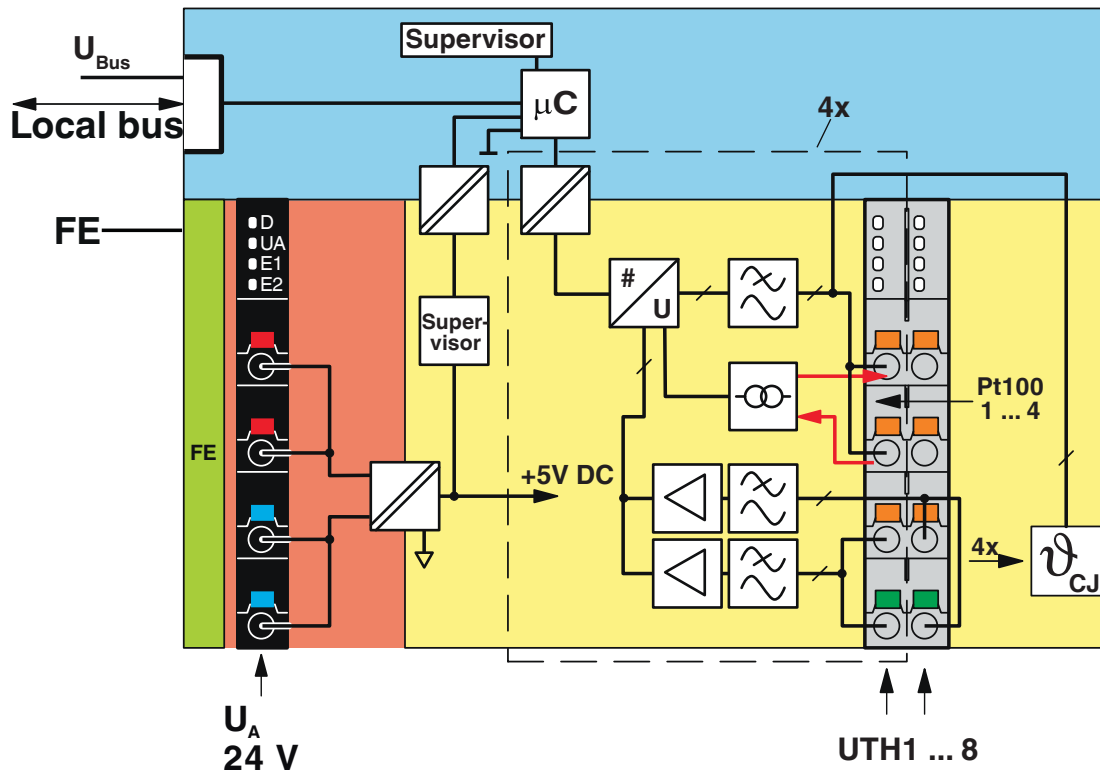 Supervisor
U Bus
μC
4x
Local bus
FE
D
UA
E1
E2
#
U
Super-
visor
Pt100
1 ... 4
FE
+5V DC
4x
ϑ CJ
U A
24 V
UTH1 ... 8